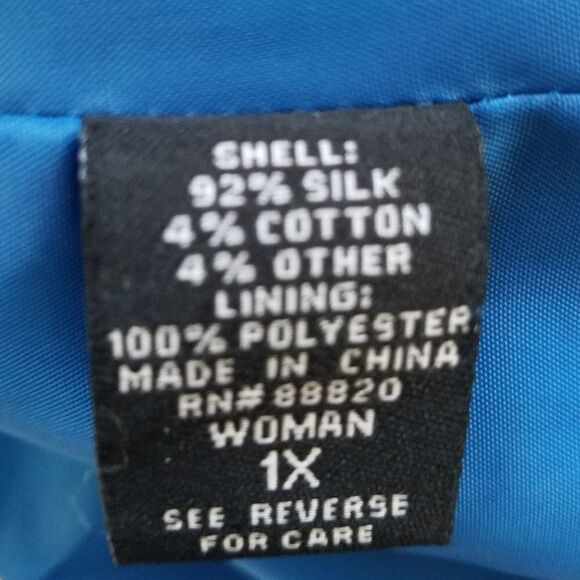 SHELL:
92% SILK
4% COTTON
4% OTHER
LINING:
100% POLYESTER
MADE IN CHINA
RN# 88820
WOMAN
1X
SEE REVERSE
FOR CARE